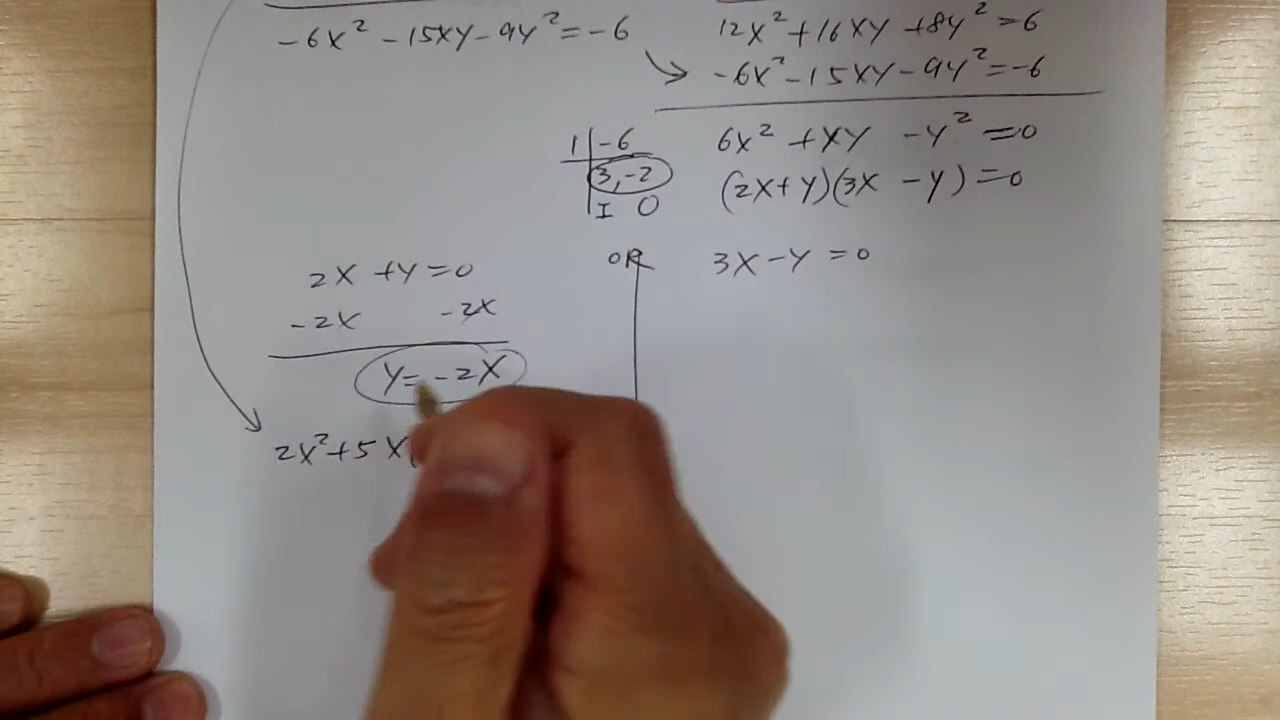 -6x² -15xy-9y²=-6
12x²+16xy +8y²=6
-6x²-15xy-9y²=-6
6x² +xy -y² =0
(2x+y)(3x -y)=0
1 -6
3,-2
I 0
2x +y=0
-2x -2x
y=-2x
2x²+5x(
OR
3x-y=0